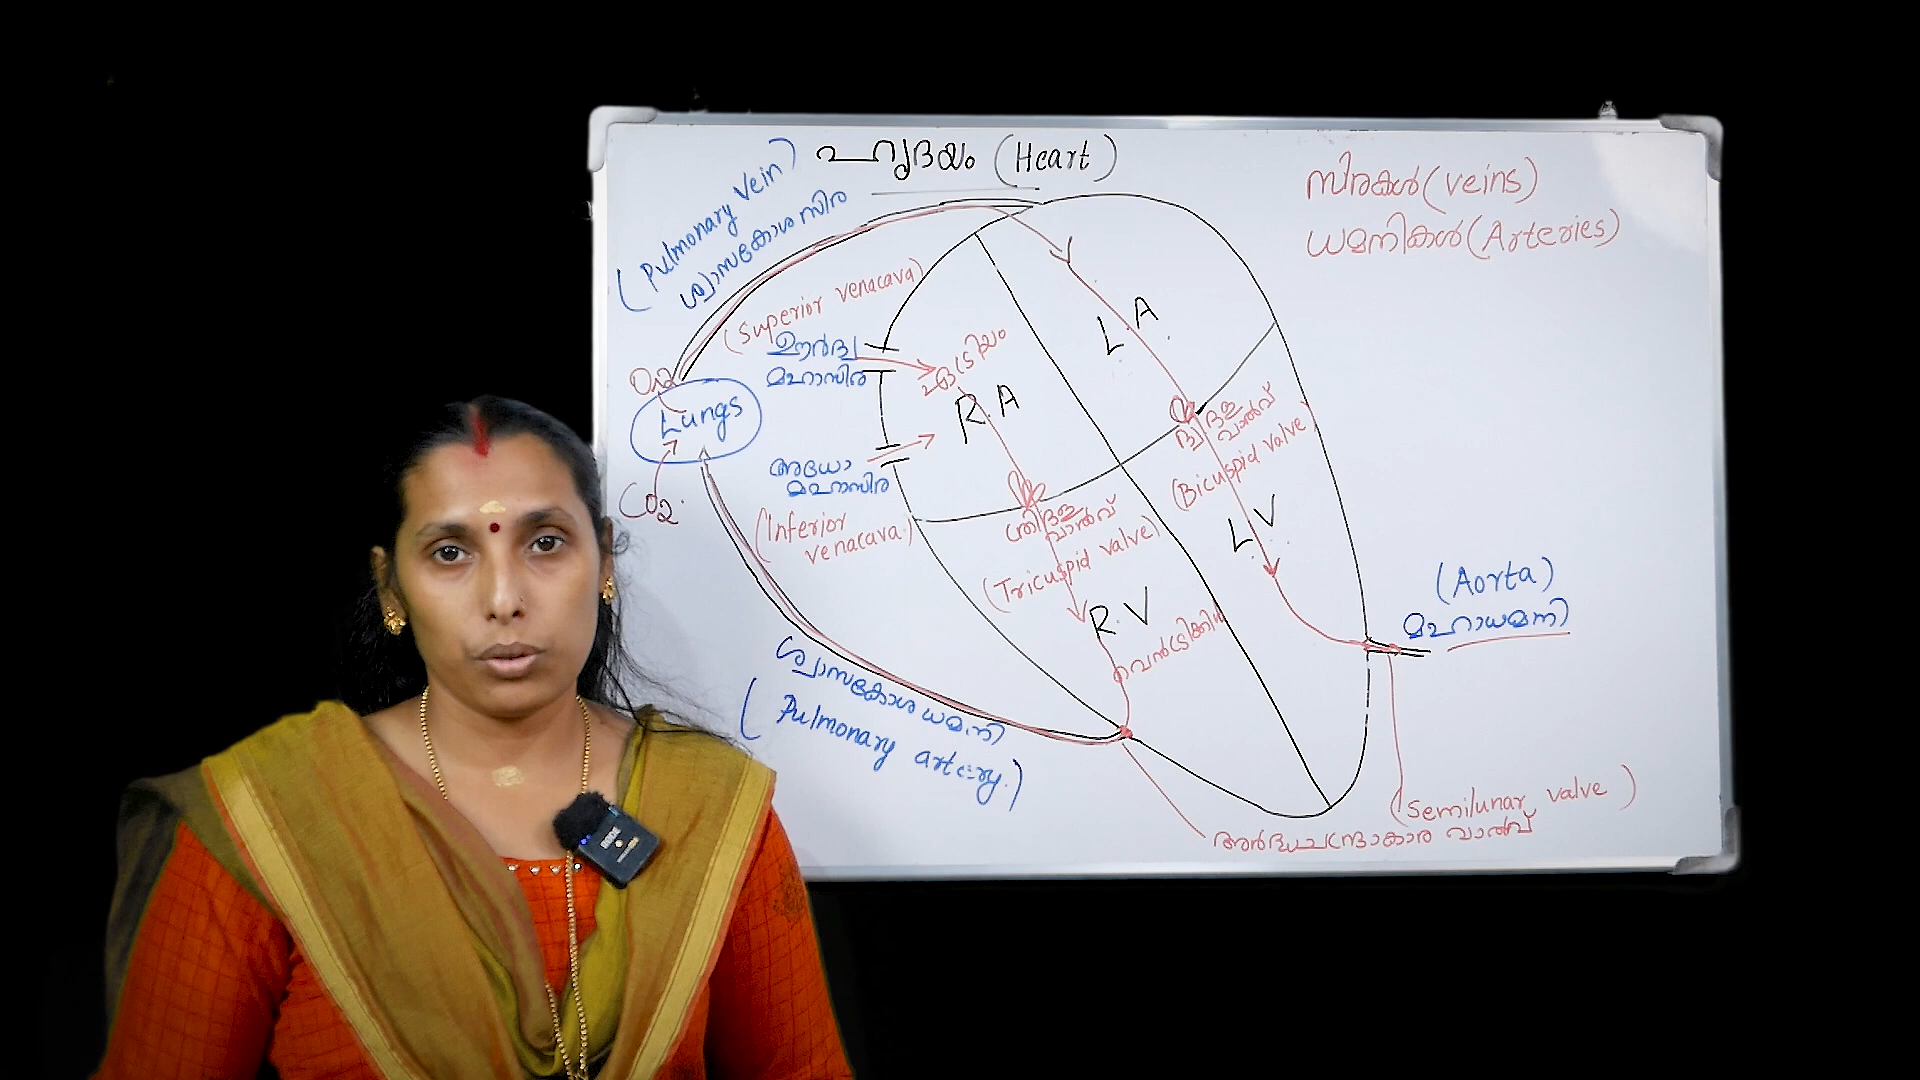 ഹൃദയം (Heart)
സിരകൾ (veins)
ധമനികൾ (Arteries)
(Pulmonary Vein)
ശ്വാസകോശ സിര
(Superior venacava)
ഊർദ്ധ്വ
മഹാസിര
ഏട്രിയം
L A
R A
O2
Lungs
CO2
അധോ
മഹാസിര
(Inferior
venacava)
ദ്വിദള
വാൽവ്
(Bicuspid valve)
ത്രിദള
വാൽവ്
(Tricuspid valve)
L V
R.V
വെൻട്രിക്കിൾ
(Aorta)
മഹാധമനി
ശ്വാസകോശ ധമനി
(Pulmonary artery.)
(Semilunar valve)
അർദ്ധചന്ദ്രാകാര വാൽവ്